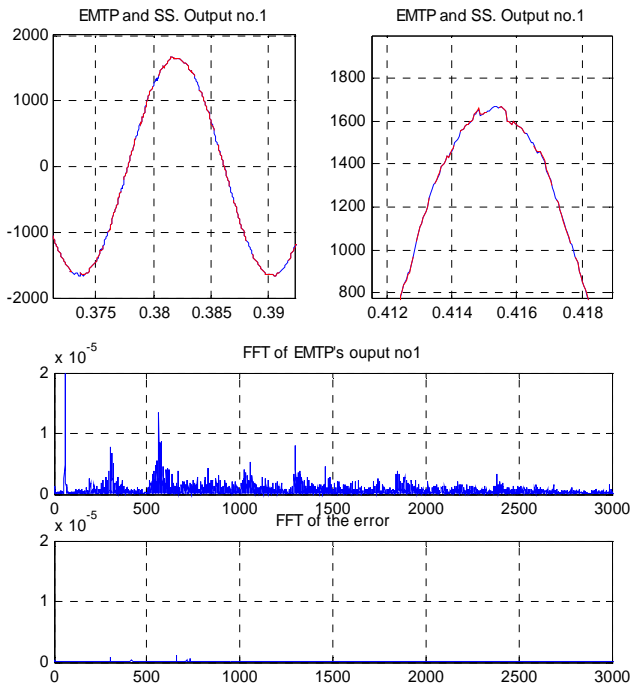 EMTP and SS. Output no.1
EMTP and SS. Output no.1
2000
1000
0
-1000
-2000
0.375 0.38 0.385 0.39
1800
1600
1400
1200
1000
800
0.412 0.414 0.416 0.418
x 10^-5
FFT of EMTP's ouput no1
2
1
0
0 500 1000 1500 2000 2500 3000
x 10^-5
FFT of the error
2
1
0
0 500 1000 1500 2000 2500 3000